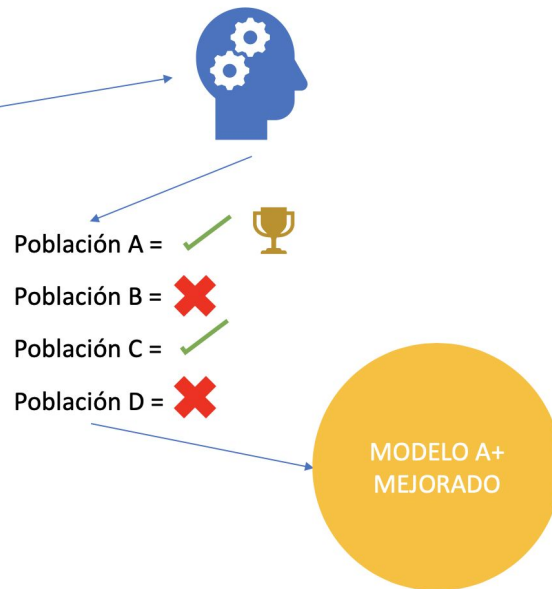 Población A =
Población B =
Población C =
Población D =
MODELO A+
MEJORADO